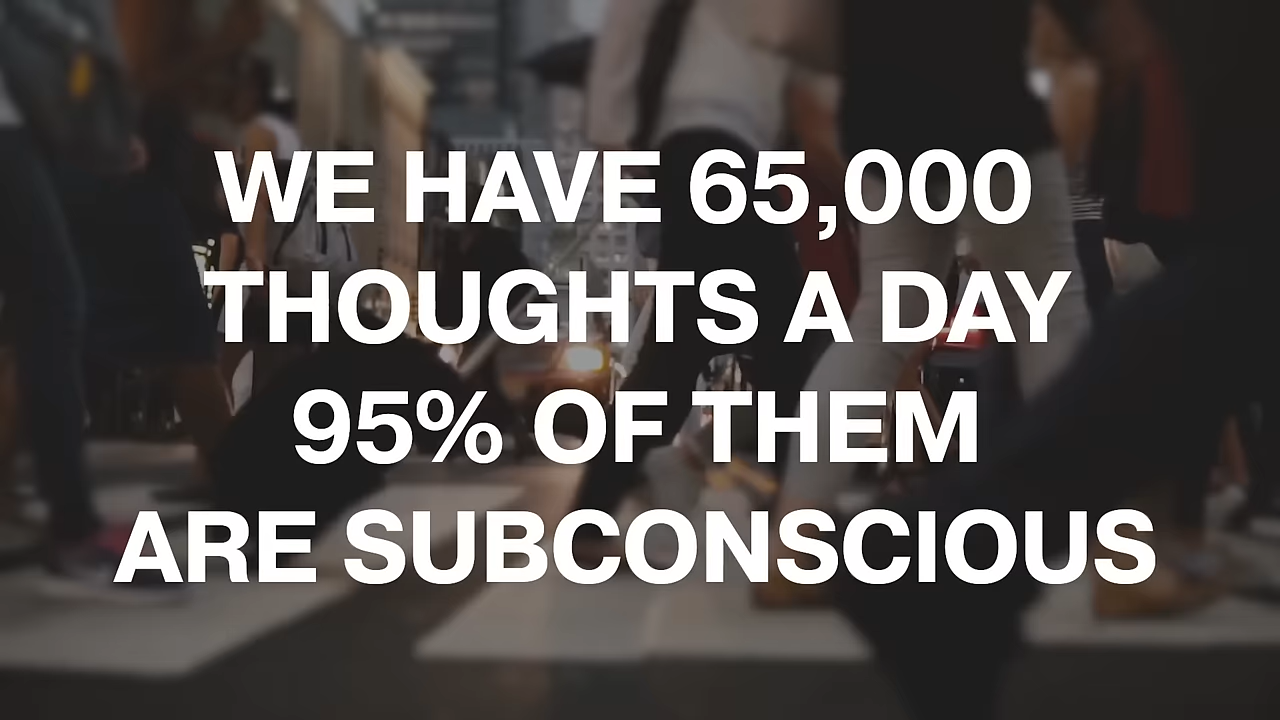 WE HAVE 65,000
THOUGHTS A DAY
95% OF THEM
ARE SUBCONSCIOUS